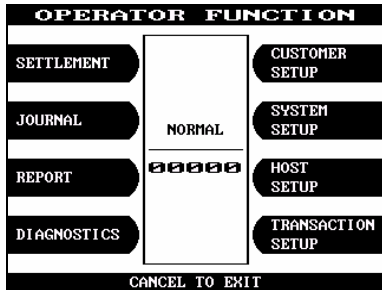 OPERATOR FUNCTION
SETTLEMENT
JOURNAL
REPORT
DIAGNOSTICS
NORMAL
00000
CUSTOMER
SETUP
SYSTEM
SETUP
HOST
SETUP
TRANSACTION
SETUP
CANCEL TO EXIT